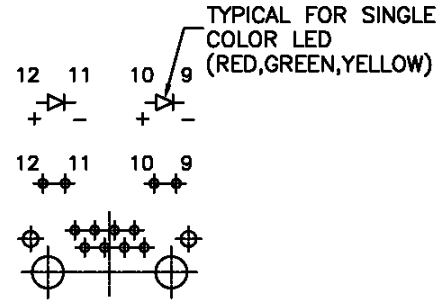 TYPICAL FOR SINGLE
COLOR LED
(RED,GREEN,YELLOW)
12 11 10 9
+ - + -
12 11 10 9